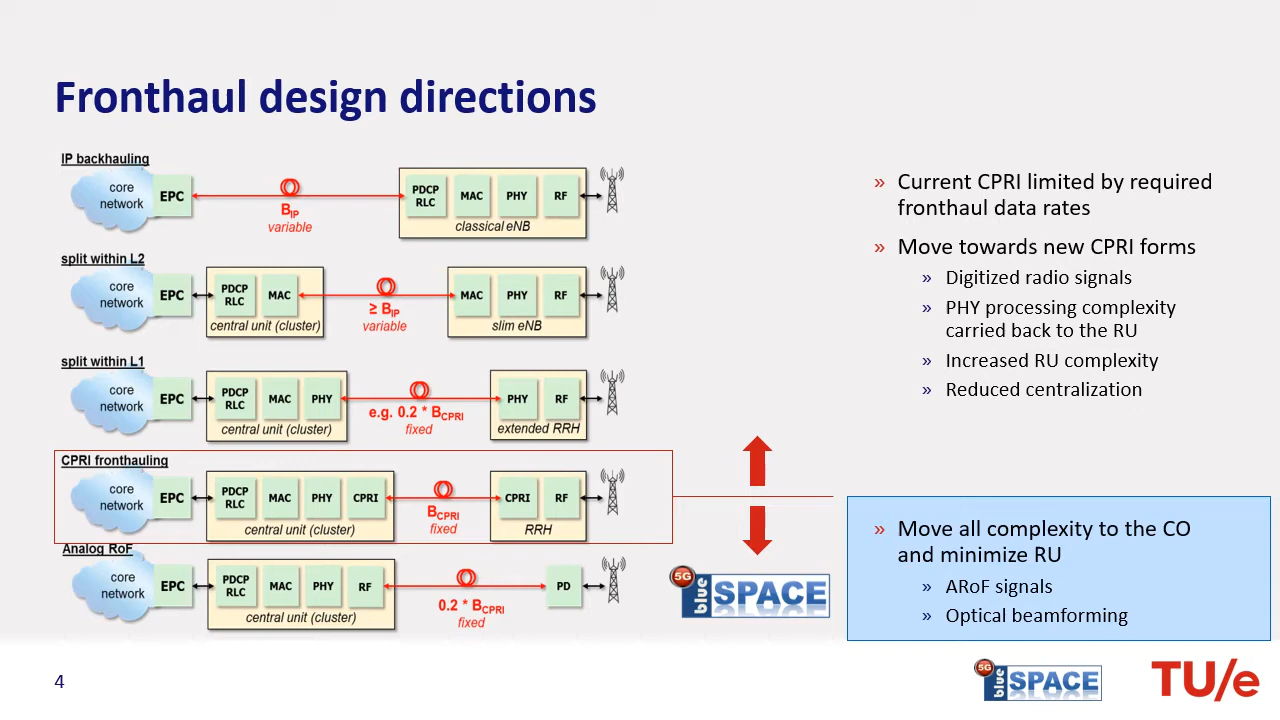 Fronthaul design directions
IP backhauling
core
network
EPC
B_IP
variable
PDCP
RLC
MAC
PHY
RF
classical eNB
split within L2
core
network
EPC
PDCP
RLC
MAC
central unit (cluster)
≥ B_IP
variable
MAC
PHY
RF
slim eNB
split within L1
core
network
EPC
PDCP
RLC
MAC
PHY
central unit (cluster)
e.g. 0.2 * B_CPRI
fixed
PHY
RF
extended RRH
CPRI fronthauling
core
network
EPC
PDCP
RLC
MAC
PHY
CPRI
central unit (cluster)
B_CPRI
fixed
CPRI
RF
RRH
Analog RoF
core
network
EPC
PDCP
RLC
MAC
PHY
RF
central unit (cluster)
0.2 * B_CPRI
fixed
PD
» Current CPRI limited by required
fronthaul data rates
» Move towards new CPRI forms
» Digitized radio signals
» PHY processing complexity
carried back to the RU
» Increased RU complexity
» Reduced centralization
5G
blue
SPACE
» Move all complexity to the CO
and minimize RU
» ARoF signals
» Optical beamforming
4
5G
blue
SPACE
TU/e